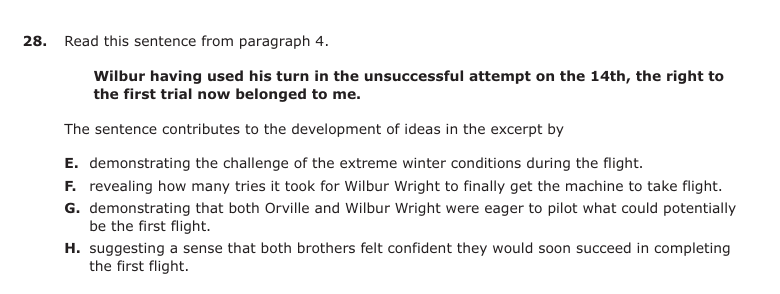 28. Read this sentence from paragraph 4.
Wilbur having used his turn in the unsuccessful attempt on the 14th, the right to
the first trial now belonged to me.
The sentence contributes to the development of ideas in the excerpt by
E. demonstrating the challenge of the extreme winter conditions during the flight.
F. revealing how many tries it took for Wilbur Wright to finally get the machine to take flight.
G. demonstrating that both Orville and Wilbur Wright were eager to pilot what could potentially
be the first flight.
H. suggesting a sense that both brothers felt confident they would soon succeed in completing
the first flight.